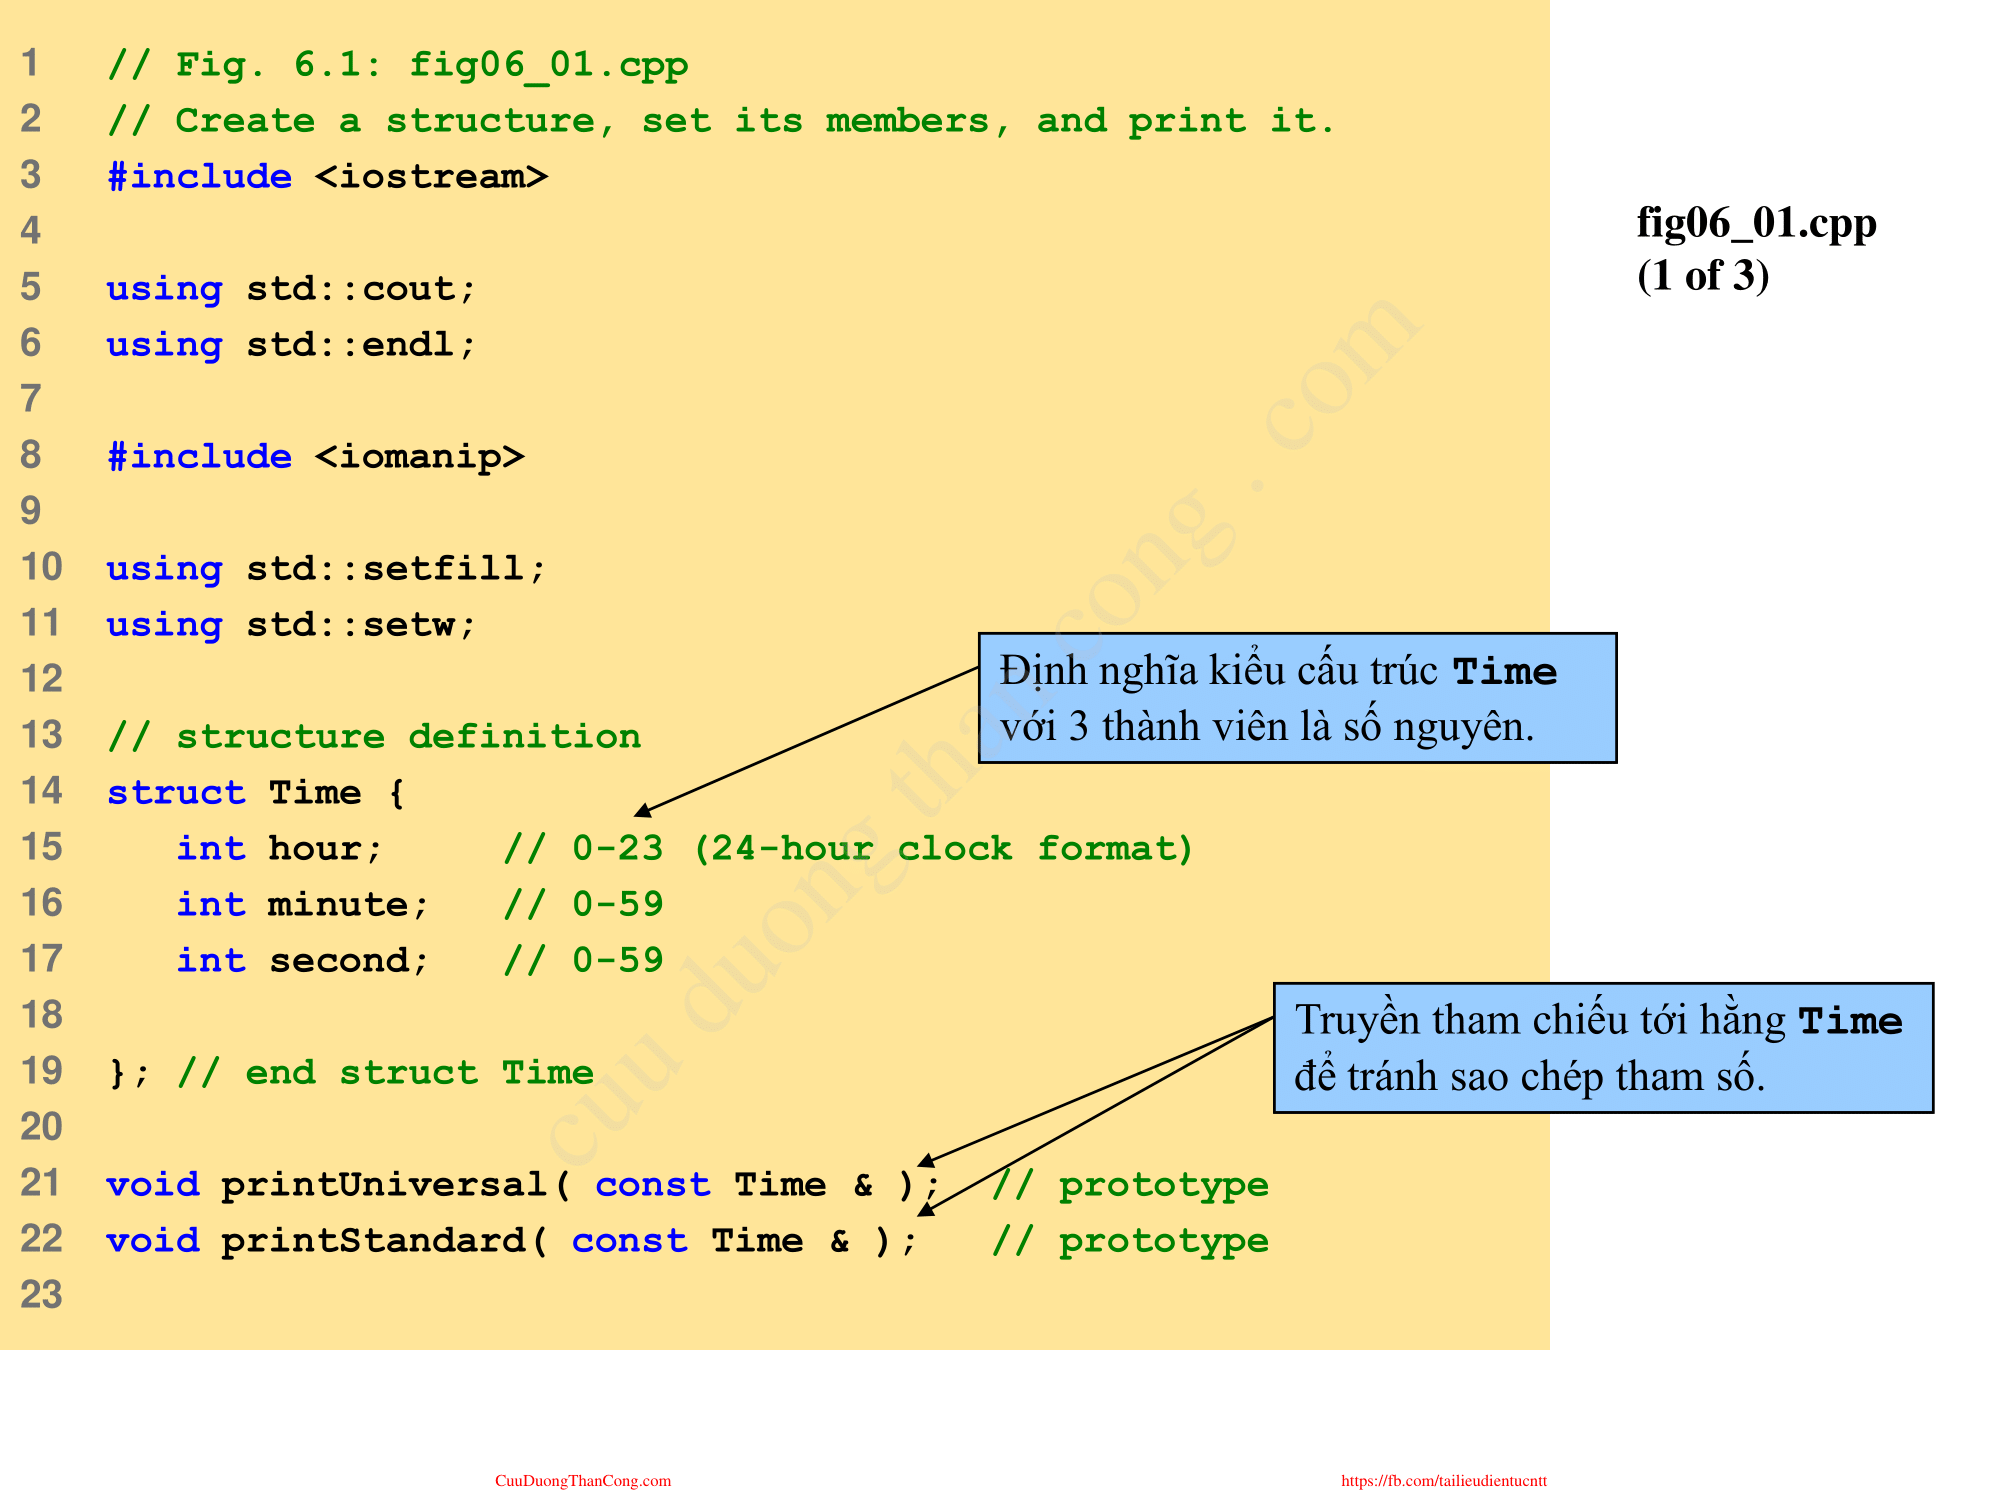 1 // Fig. 6.1: fig06_01.cpp
2 // Create a structure, set its members, and print it.
3 #include <iostream>
4
5 using std::cout;
6 using std::endl;
7
8 #include <iomanip>
9
10 using std::setfill;
11 using std::setw;
12
13 // structure definition
14 struct Time {
15    int hour;     // 0-23 (24-hour clock format)
16    int minute;   // 0-59
17    int second;   // 0-59
18
19 }; // end struct Time
20
21 void printUniversal( const Time & );  // prototype
22 void printStandard( const Time & );   // prototype
23
fig06_01.cpp
(1 of 3)
Định nghĩa kiểu cấu trúc Time
với 3 thành viên là số nguyên.
Truyền tham chiếu tới hằng Time
để tránh sao chép tham số.
cuu duong than cong . com
CuuDuongThanCong.com
https://fb.com/tailieudientucntt